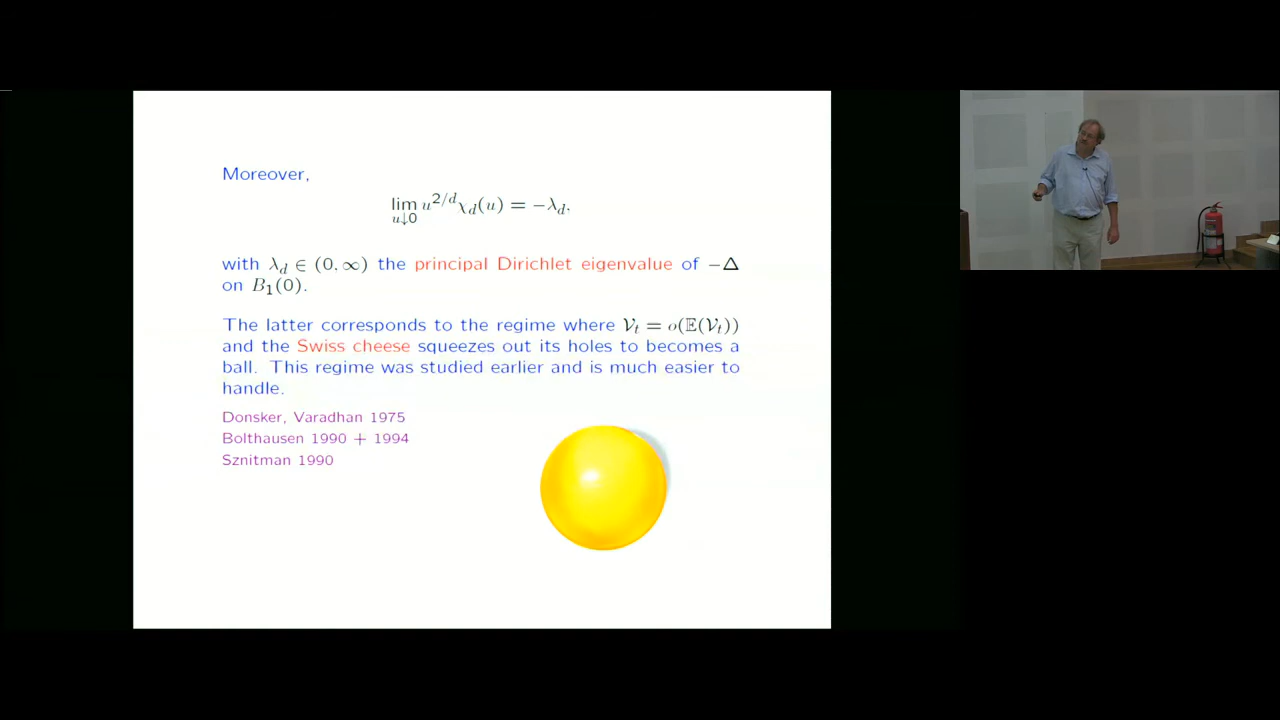 Moreover,
lim u^{2/d} χ_d(u) = −λ_d.
u↓0
with λ_d ∈ (0, ∞) the principal Dirichlet eigenvalue of −Δ
on B_1(0).
The latter corresponds to the regime where 𝒱_t = o(𝔼(𝒱_t))
and the Swiss cheese squeezes out its holes to becomes a
ball. This regime was studied earlier and is much easier to
handle.
Donsker, Varadhan 1975
Bolthausen 1990 + 1994
Sznitman 1990